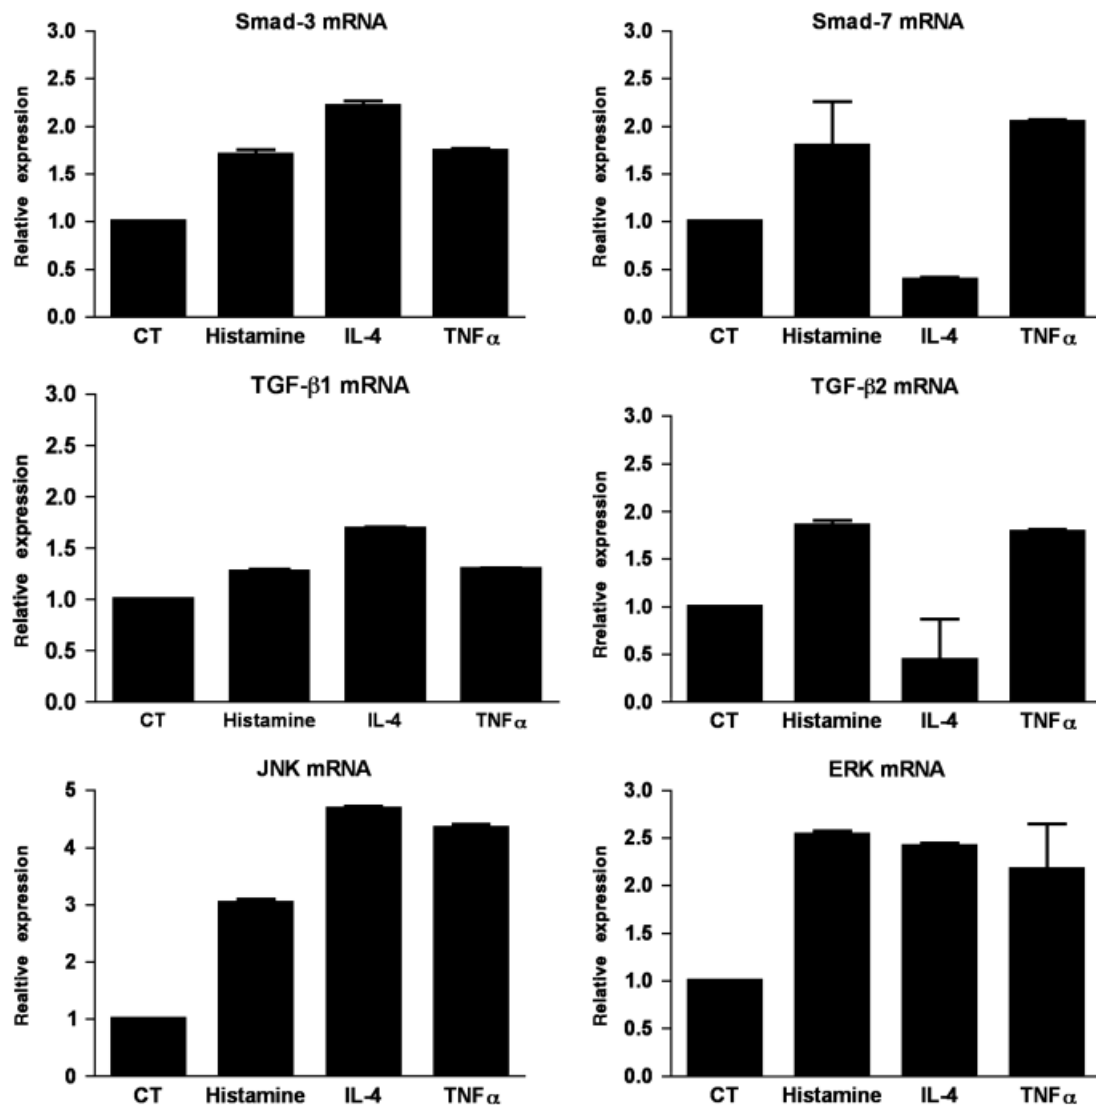 Smad-3 mRNA
Relative expression
3.0
2.5
2.0
1.5
1.0
0.5
0.0
CT Histamine IL-4 TNFα
Smad-7 mRNA
Realtive expression
3.0
2.5
2.0
1.5
1.0
0.5
0.0
CT Histamine IL-4 TNFα
TGF-β1 mRNA
Relative expression
3.0
2.5
2.0
1.5
1.0
0.5
0.0
CT Histamine IL-4 TNFα
TGF-β2 mRNA
Rrelative expression
3.0
2.5
2.0
1.5
1.0
0.5
0.0
CT Histamine IL-4 TNFα
JNK mRNA
Realtive expression
5
4
3
2
1
0
CT Histamine IL-4 TNFα
ERK mRNA
Relative expression
3.0
2.5
2.0
1.5
1.0
0.5
0.0
CT Histamine IL-4 TNFα